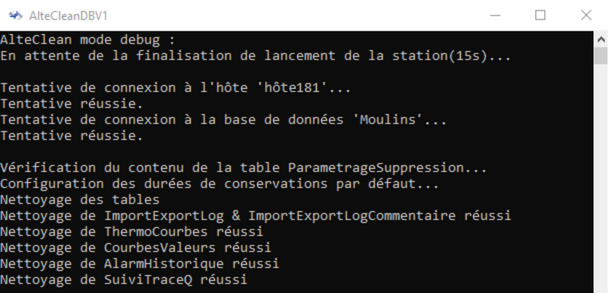 AlteCleanDBV1
AlteClean mode debug :
En attente de la finalisation de lancement de la station(15s)...
Tentative de connexion à l'hôte 'hôte181'...
Tentative réussie.
Tentative de connexion à la base de données 'Moulins'...
Tentative réussie.
Vérification du contenu de la table ParametrageSuppression...
Configuration des durées de conservations par défaut...
Nettoyage des tables
Nettoyage de ImportExportLog & ImportExportLogCommentaire réussi
Nettoyage de ThermoCourbes réussi
Nettoyage de CourbesValeurs réussi
Nettoyage de AlarmHistorique réussi
Nettoyage de SuiviTraceQ réussi